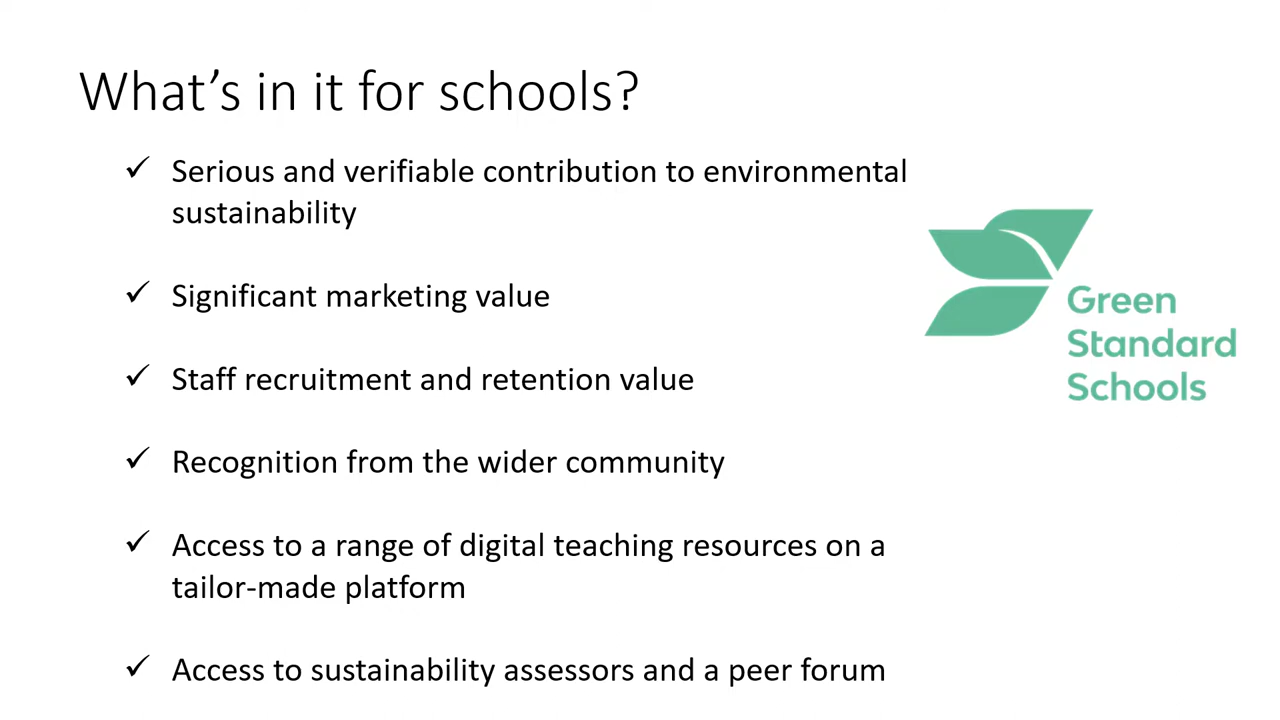 What’s in it for schools?
✓ Serious and verifiable contribution to environmental
sustainability
✓ Significant marketing value
✓ Staff recruitment and retention value
✓ Recognition from the wider community
✓ Access to a range of digital teaching resources on a
tailor-made platform
✓ Access to sustainability assessors and a peer forum
Green
Standard
Schools